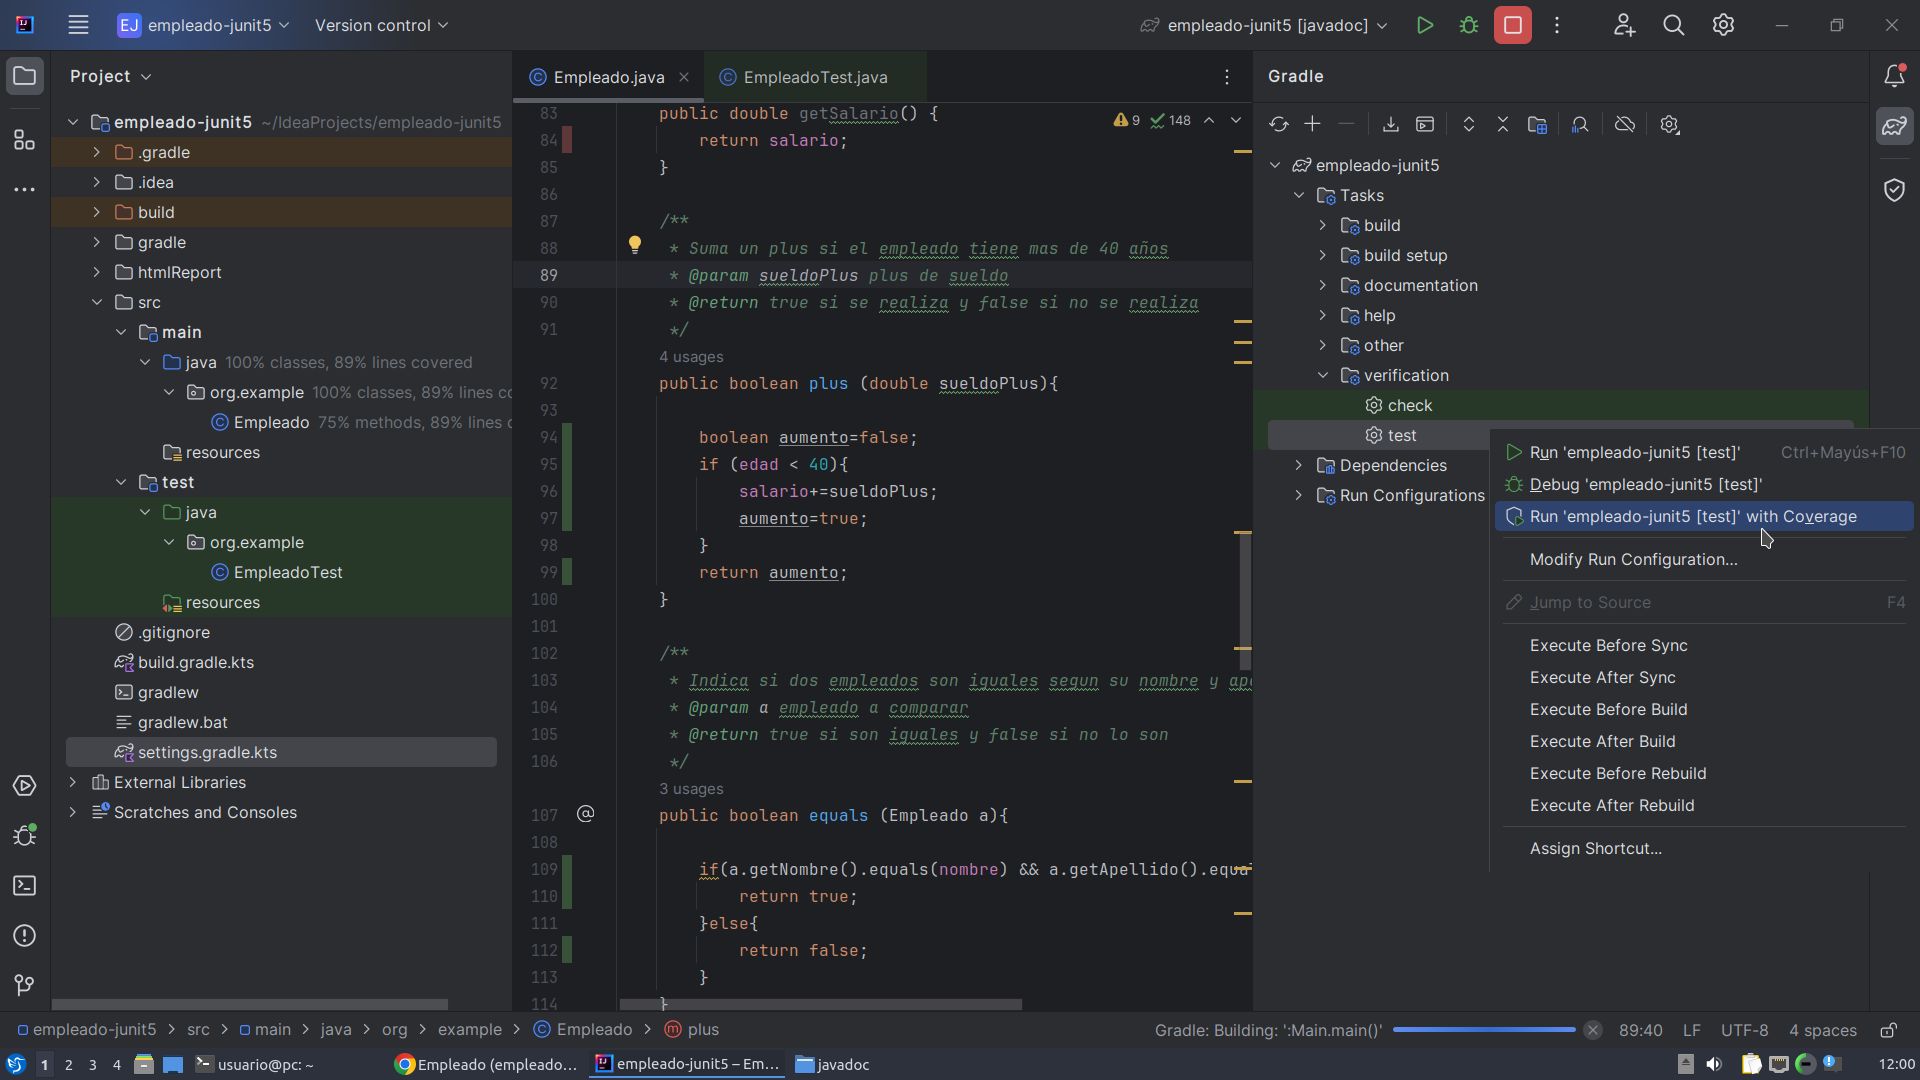 EJ empleado-junit5 Version control empleado-junit5 [javadoc]
Project
empleado-junit5 ~/IdeaProjects/empleado-junit5
.gradle
.idea
build
gradle
htmlReport
src
main
java 100% classes, 89% lines covered
org.example 100% classes, 89% lines co
Empleado 75% methods, 89% lines c
resources
test
java
org.example
EmpleadoTest
resources
.gitignore
build.gradle.kts
gradlew
gradlew.bat
settings.gradle.kts
External Libraries
Scratches and Consoles
Empleado.java EmpleadoTest.java
9 148
83 public double getSalario() {
84 return salario;
85 }
86
87 /**
88 * Suma un plus si el empleado tiene mas de 40 años
89 * @param sueldoPlus plus de sueldo
90 * @return true si se realiza y false si no se realiza
91 */
4 usages
92 public boolean plus (double sueldoPlus){
93
94 boolean aumento=false;
95 if (edad < 40){
96 salario+=sueldoPlus;
97 aumento=true;
98 }
99 return aumento;
100 }
101
102 /**
103 * Indica si dos empleados son iguales segun su nombre y ape
104 * @param a empleado a comparar
105 * @return true si son iguales y false si no lo son
106 */
3 usages
107 @ public boolean equals (Empleado a){
108
109 if(a.getNombre().equals(nombre) && a.getApellido().equa
110 return true;
111 }else{
112 return false;
113 }
114 }
Gradle
empleado-junit5
Tasks
build
build setup
documentation
help
other
verification
check
test
Dependencies
Run Configurations
Run 'empleado-junit5 [test]' Ctrl+Mayús+F10
Debug 'empleado-junit5 [test]'
Run 'empleado-junit5 [test]' with Coverage
Modify Run Configuration...
Jump to Source F4
Execute Before Sync
Execute After Sync
Execute Before Build
Execute After Build
Execute Before Rebuild
Execute After Rebuild
Assign Shortcut...
empleado-junit5 > src > main > java > org > example > Empleado > plus
Gradle: Building: ':Main.main()' 89:40 LF UTF-8 4 spaces
1 2 3 4 usuario@pc: ~ Empleado (empleado... empleado-junit5 – Em... javadoc 12:00